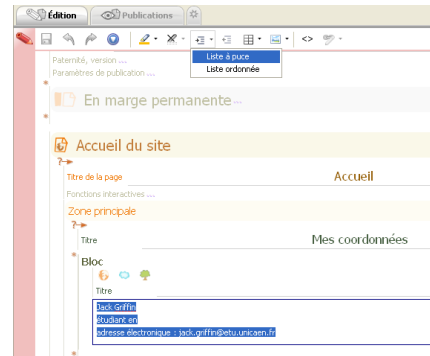 Édition Publications
Liste à puce
Liste ordonnée
Paternité, version ...
Paramètres de publication ...
En marge permanente...
Accueil du site
Titre de la page Accueil
Fonctions interactives ...
Zone principale
Titre Mes coordonnées
Bloc
Titre
Jack Griffin
étudiant en
adresse électronique : jack.griffin@etu.unicaen.fr